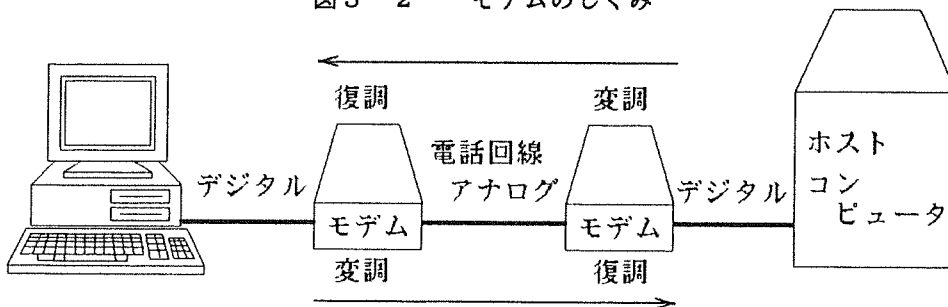 図3-2 モデムのしくみ
復調
変調
電話回線
アナログ
デジタル
デジタル
モデム
モデム
ホスト
コン
ピュータ
変調
復調